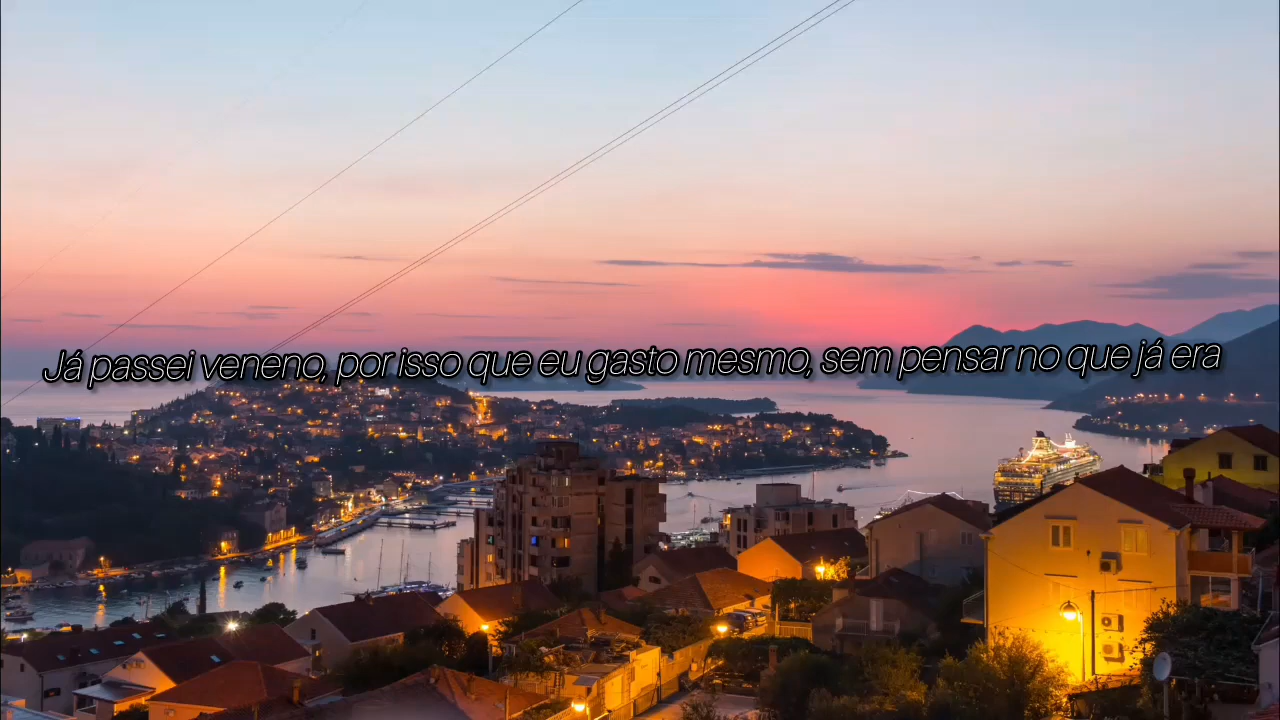 Já passei veneno, por isso que eu gasto mesmo, sem pensar no que já era